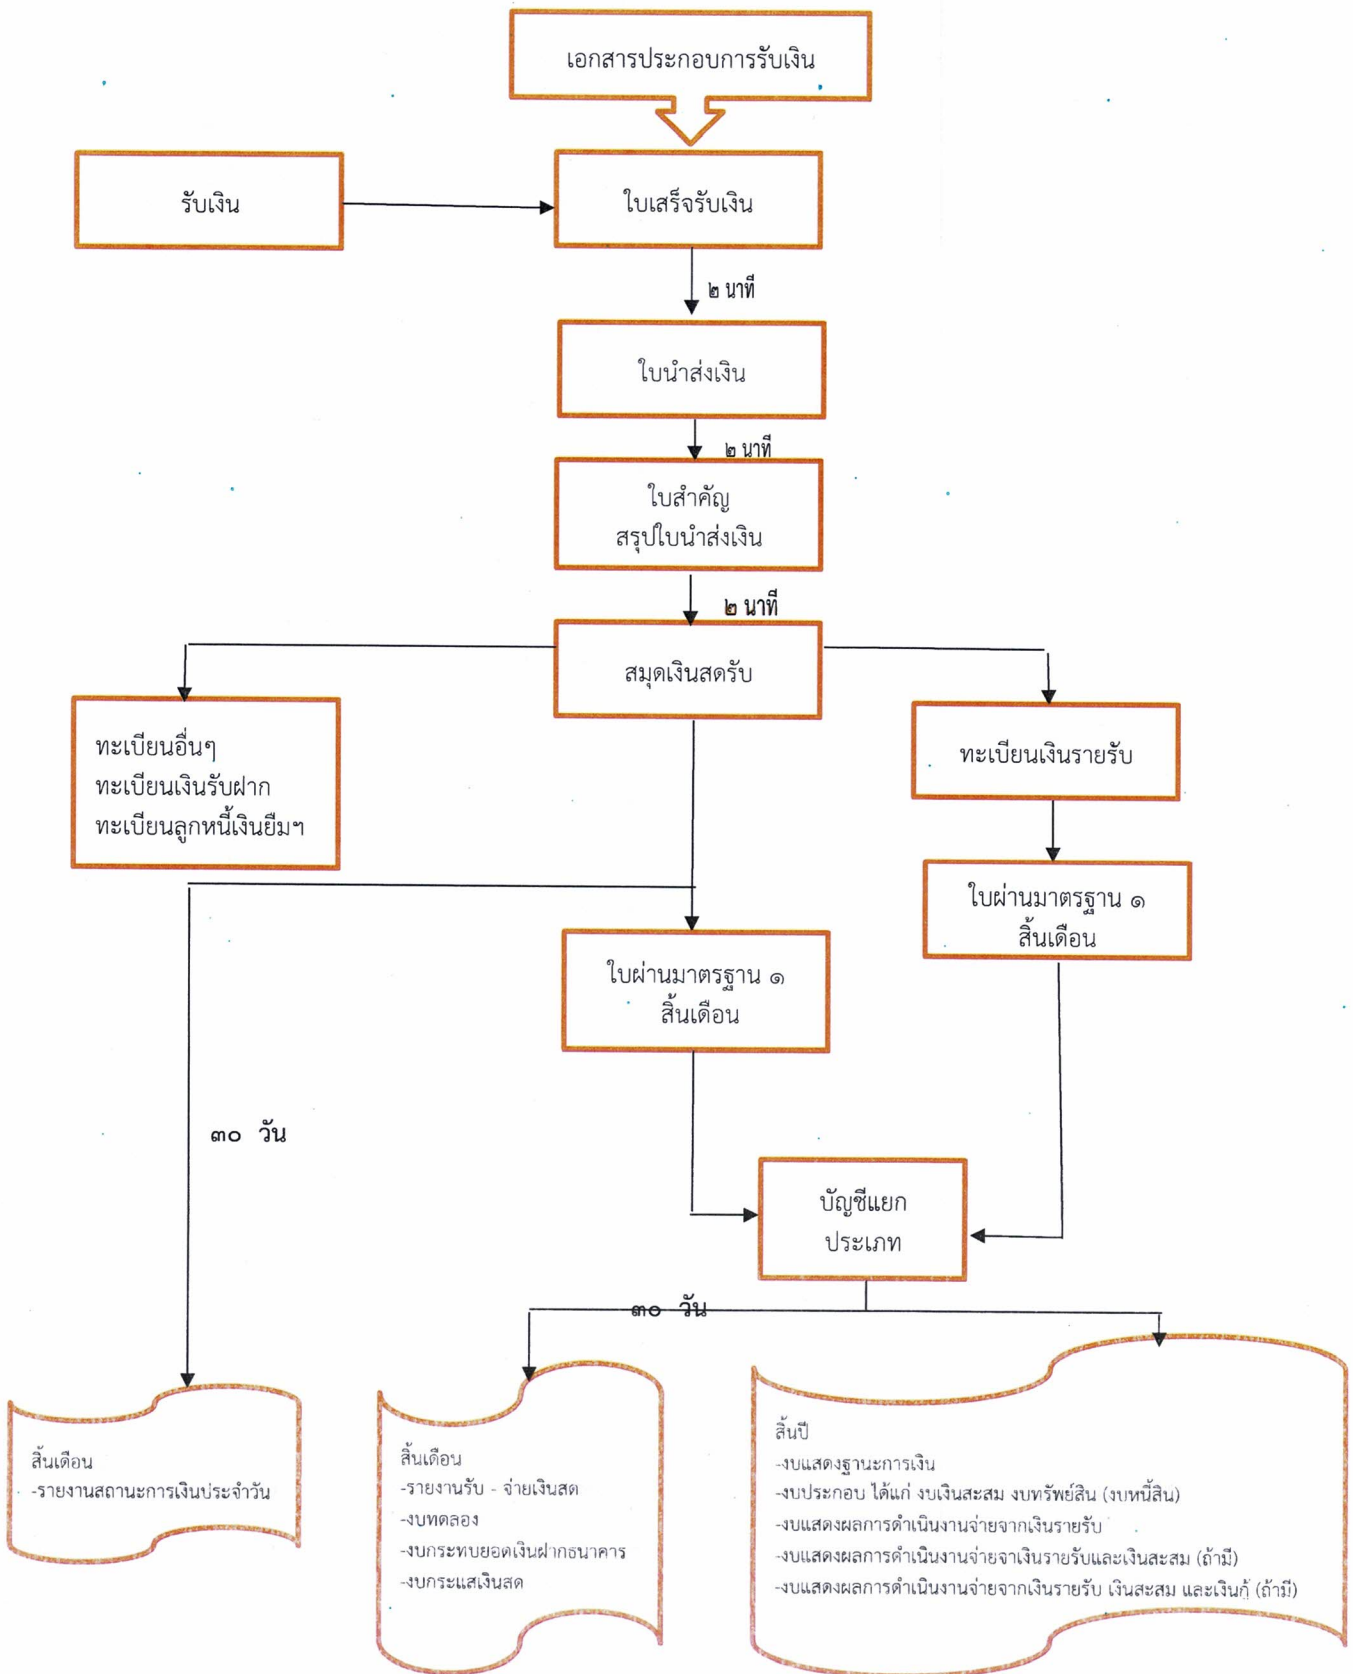 เอกสารประกอบการรับเงิน
รับเงิน
ใบเสร็จรับเงิน
๒ นาที
ใบนำส่งเงิน
๒ นาที
ใบสำคัญ
สรุปใบนำส่งเงิน
๒ นาที
สมุดเงินสดรับ
ทะเบียนอื่นๆ
ทะเบียนเงินรับฝาก
ทะเบียนลูกหนี้เงินยืมฯ
ทะเบียนเงินรายรับ
ใบผ่านมาตรฐาน ๑
สิ้นเดือน
ใบผ่านมาตรฐาน ๑
สิ้นเดือน
๓๐ วัน
บัญชีแยก
ประเภท
๓๐ วัน
สิ้นเดือน
-รายงานสถานะการเงินประจำวัน
สิ้นเดือน
-รายงานรับ - จ่ายเงินสด
-งบทดลอง
-งบกระทบยอดเงินฝากธนาคาร
-งบกระแสเงินสด
สิ้นปี
-งบแสดงฐานะการเงิน
-งบประกอบ ได้แก่ งบเงินสะสม งบทรัพย์สิน (งบหนี้สิน)
-งบแสดงผลการดำเนินงานจ่ายจากเงินรายรับ
-งบแสดงผลการดำเนินงานจ่ายจาเงินรายรับและเงินสะสม (ถ้ามี)
-งบแสดงผลการดำเนินงานจ่ายจากเงินรายรับ เงินสะสม และเงินกู้ (ถ้ามี)